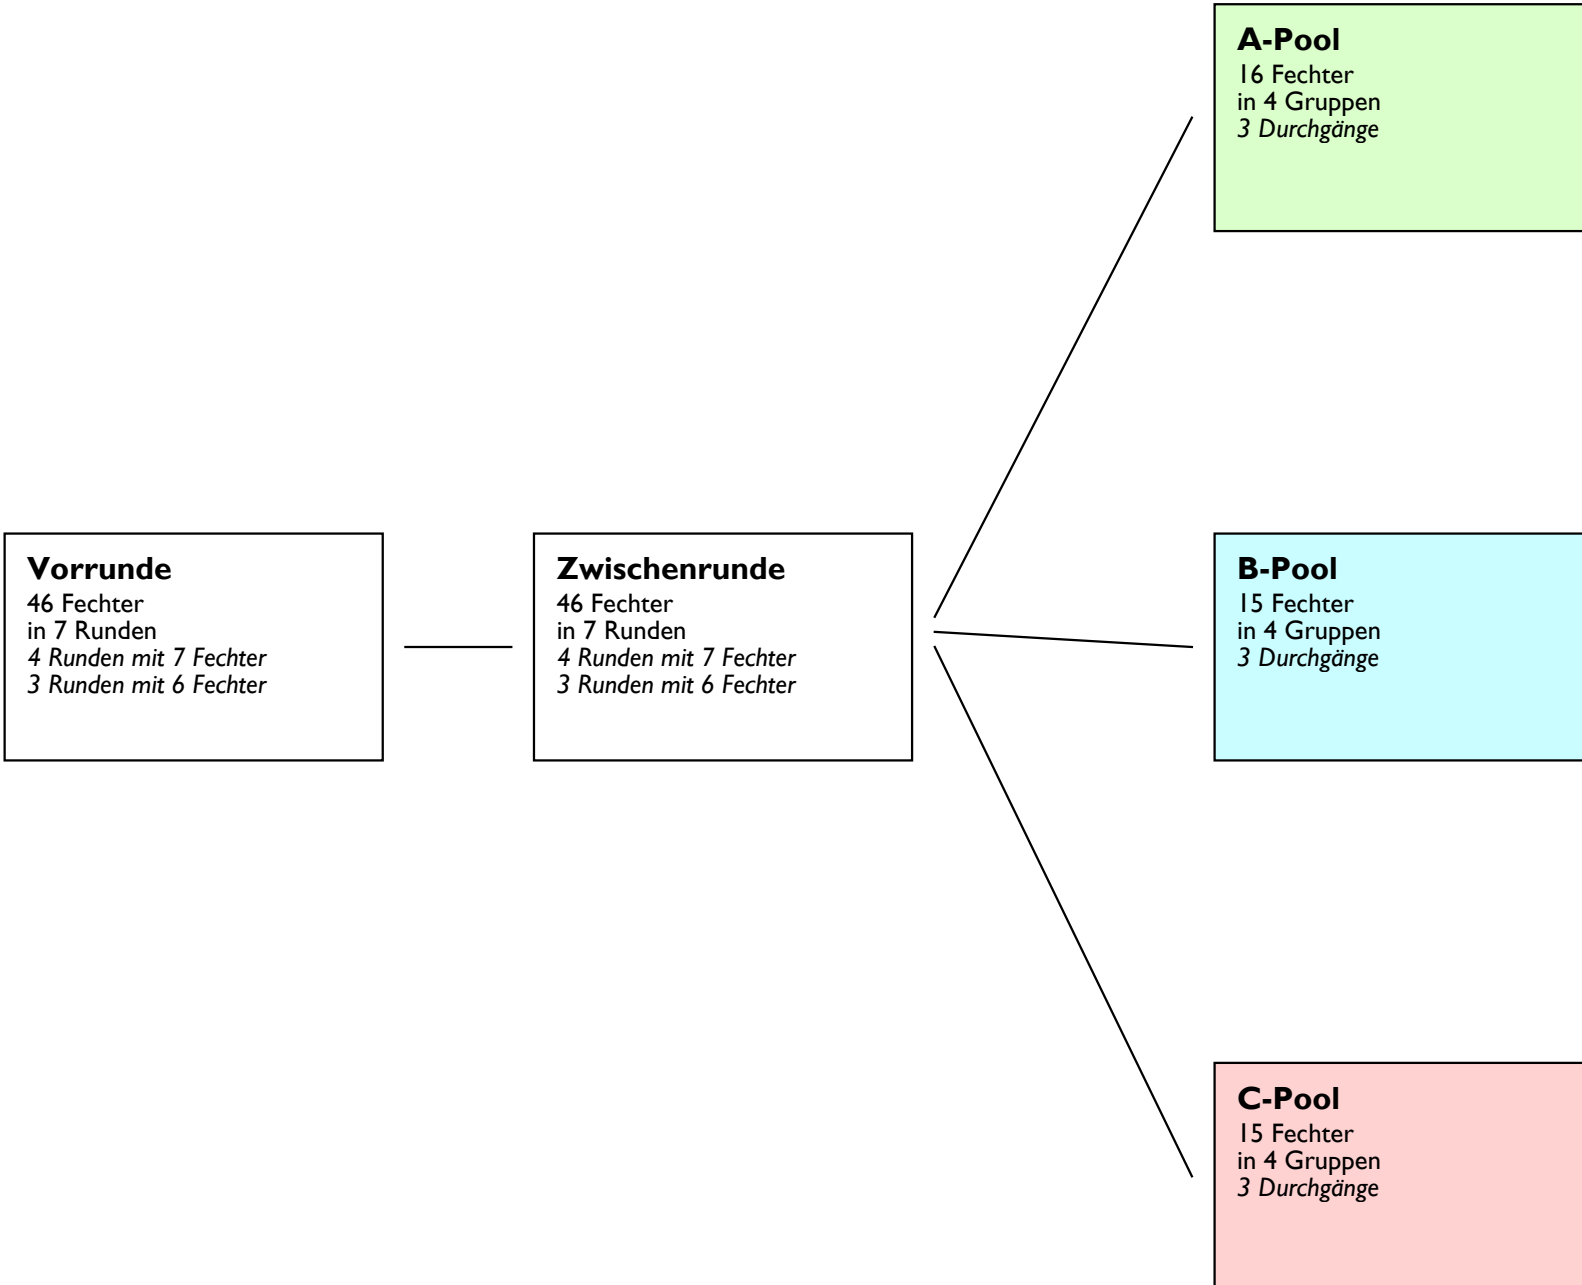 Vorrunde
46 Fechter
in 7 Runden
4 Runden mit 7 Fechter
3 Runden mit 6 Fechter
Zwischenrunde
46 Fechter
in 7 Runden
4 Runden mit 7 Fechter
3 Runden mit 6 Fechter
A-Pool
16 Fechter
in 4 Gruppen
3 Durchgänge
B-Pool
15 Fechter
in 4 Gruppen
3 Durchgänge
C-Pool
15 Fechter
in 4 Gruppen
3 Durchgänge